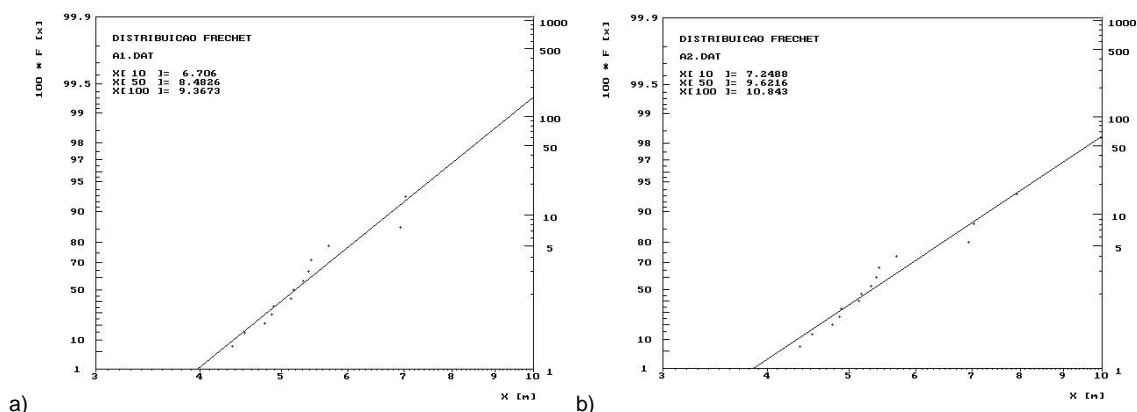 99.9
99.5
99
98
97
95
90
80
70
50
10
1
100 * F [x]
DISTRIBUICAO FRECHET
A1.DAT
X[ 10 ]= 6.706
X[ 50 ]= 8.4826
X[100 ]= 9.3673
1000
500
100
50
10
5
1
3 4 5 6 7 8 9 10
X [m]
a)
99.9
99.5
99
98
97
95
90
80
70
50
10
1
100 * F [x]
DISTRIBUICAO FRECHET
A2.DAT
X[ 10 ]= 7.2488
X[ 50 ]= 9.6216
X[100 ]= 10.843
1000
500
100
50
10
5
1
3 4 5 6 7 8 9 10
X [m]
b)